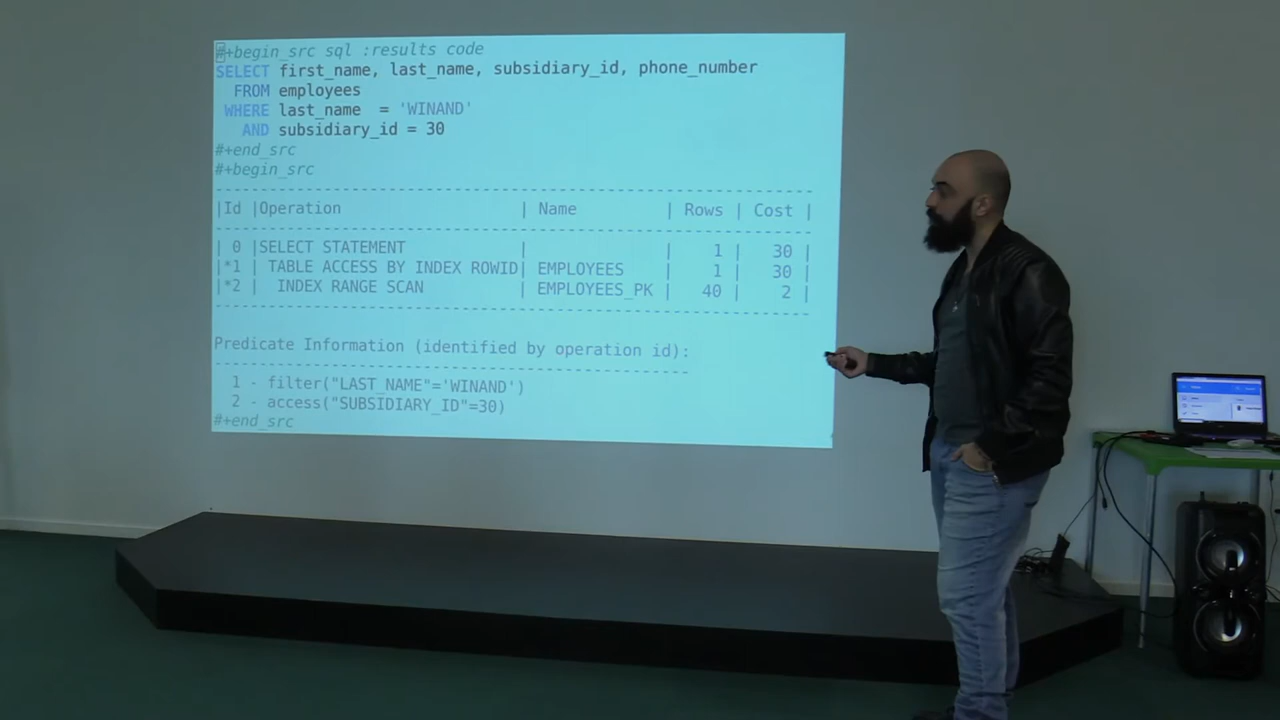 #+begin_src sql :results code
SELECT first_name, last_name, subsidiary_id, phone_number
FROM employees
WHERE last_name = 'WINAND'
AND subsidiary_id = 30
#+end_src
#+begin_src
---------------------------------------------------------------
|Id |Operation | Name | Rows | Cost |
---------------------------------------------------------------
| 0 |SELECT STATEMENT | | 1 | 30 |
|*1 | TABLE ACCESS BY INDEX ROWID| EMPLOYEES | 1 | 30 |
|*2 | INDEX RANGE SCAN | EMPLOYEES_PK | 40 | 2 |
---------------------------------------------------------------
Predicate Information (identified by operation id):
---------------------------------------------------
1 - filter("LAST_NAME"='WINAND')
2 - access("SUBSIDIARY_ID"=30)
#+end_src